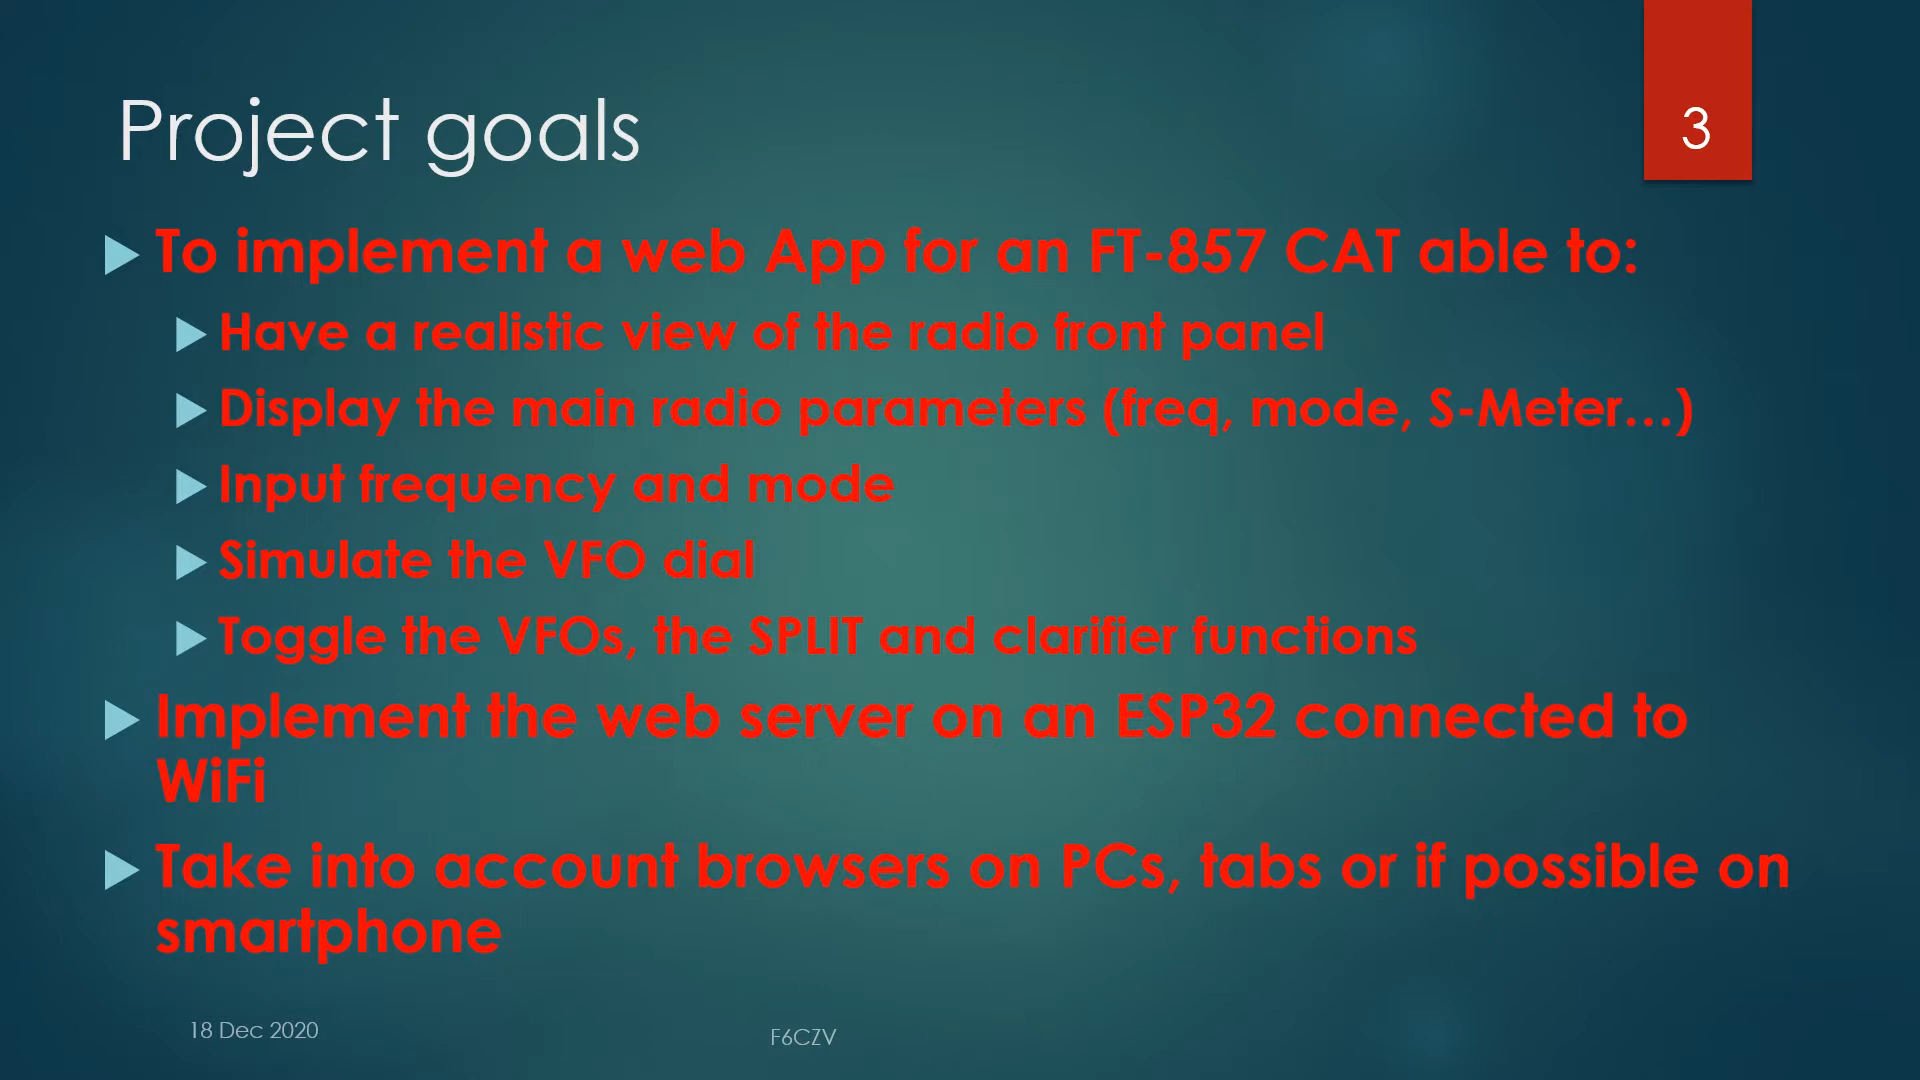 Project goals
3
To implement a web App for an FT-857 CAT able to:
Have a realistic view of the radio front panel
Display the main radio parameters (freq, mode, S-Meter…)
Input frequency and mode
Simulate the VFO dial
Toggle the VFOs, the SPLIT and clarifier functions
Implement the web server on an ESP32 connected to
WiFi
Take into account browsers on PCs, tabs or if possible on
smartphone
18 Dec 2020
F6CZV